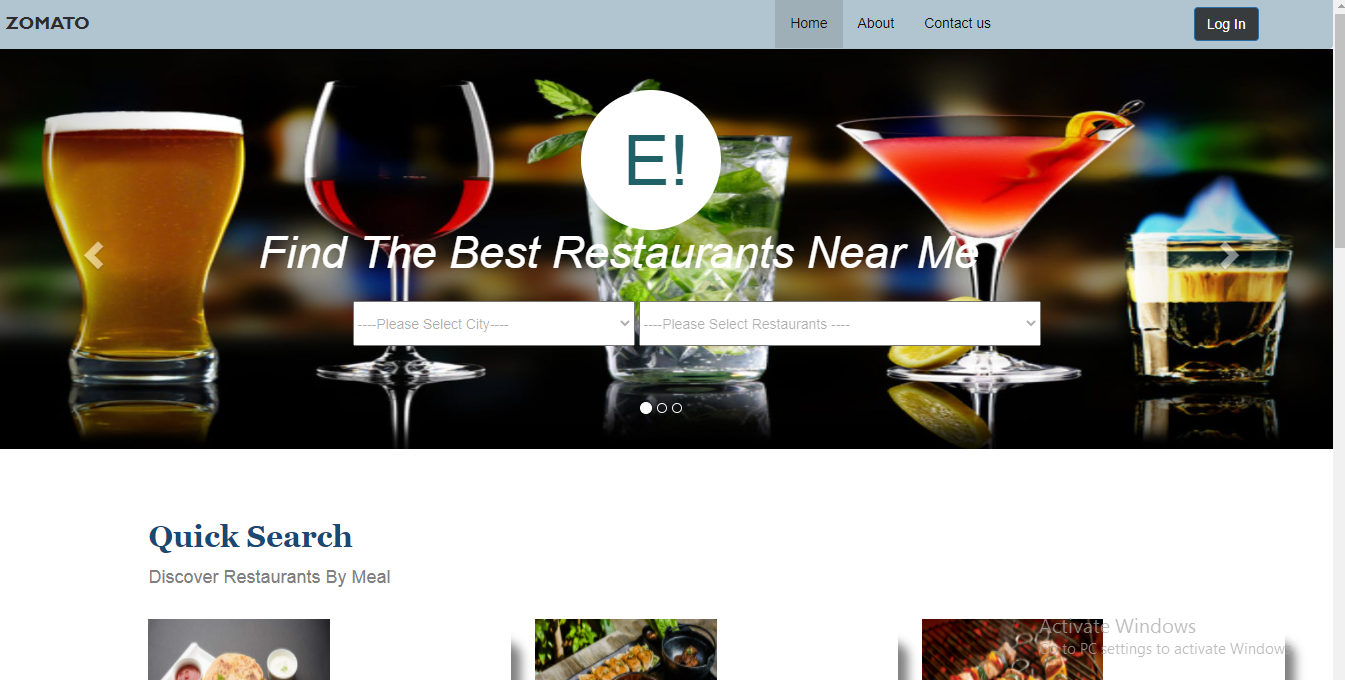 ZOMATO
Home
About
Contact us
Log In
E!
Find The Best Restaurants Near Me
----Please Select City----
----Please Select Restaurants ----
Quick Search
Discover Restaurants By Meal
Activate Windows
Go to PC settings to activate Windows